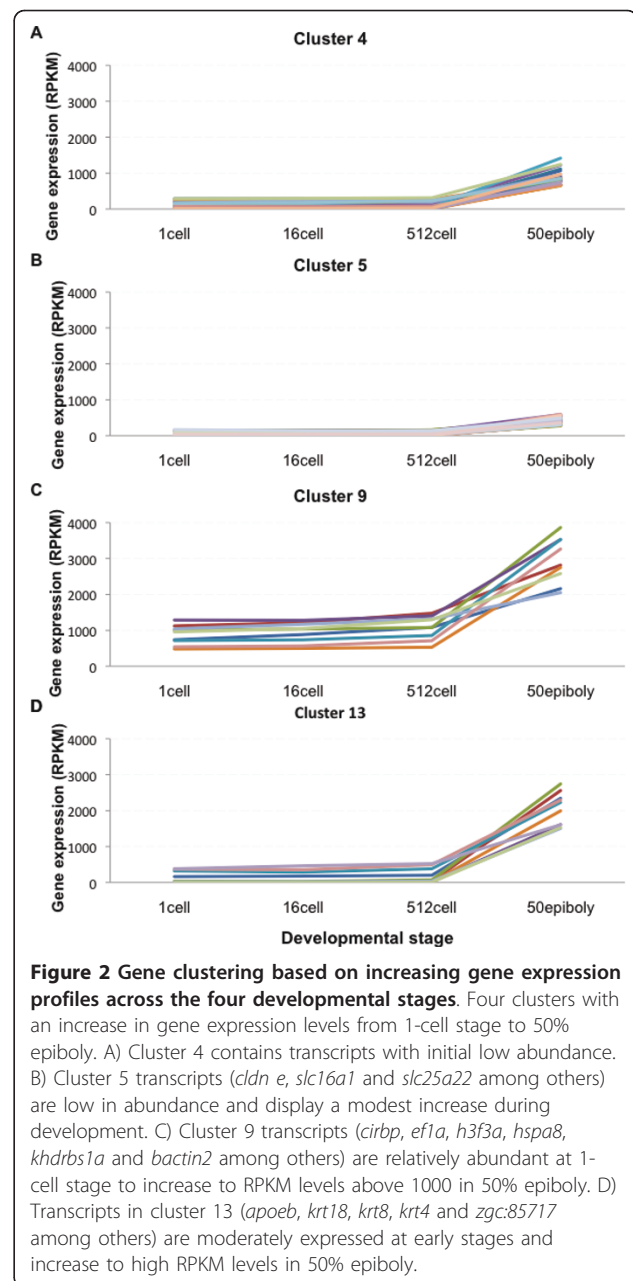 A
Cluster 4
Gene expression (RPKM)
4000
3000
2000
1000
0
1cell 16cell 512cell 50epiboly
B
Cluster 5
Gene expression (RPKM)
4000
3000
2000
1000
0
1cell 16cell 512cell 50epiboly
C
Cluster 9
Gene expression (RPKM)
4000
3000
2000
1000
0
1cell 16cell 512cell 50epiboly
D
Cluster 13
Gene expression (RPKM)
4000
3000
2000
1000
0
1cell 16cell 512cell 50epiboly
Developmental stage
Figure 2 Gene clustering based on increasing gene expression
profiles across the four developmental stages. Four clusters with
an increase in gene expression levels from 1-cell stage to 50%
epiboly. A) Cluster 4 contains transcripts with initial low abundance.
B) Cluster 5 transcripts (cldn e, slc16a1 and slc25a22 among others)
are low in abundance and display a modest increase during
development. C) Cluster 9 transcripts (cirbp, ef1a, h3f3a, hspa8,
khdrbs1a and bactin2 among others) are relatively abundant at 1-
cell stage to increase to RPKM levels above 1000 in 50% epiboly. D)
Transcripts in cluster 13 (apoeb, krt18, krt8, krt4 and zgc:85717
among others) are moderately expressed at early stages and
increase to high RPKM levels in 50% epiboly.